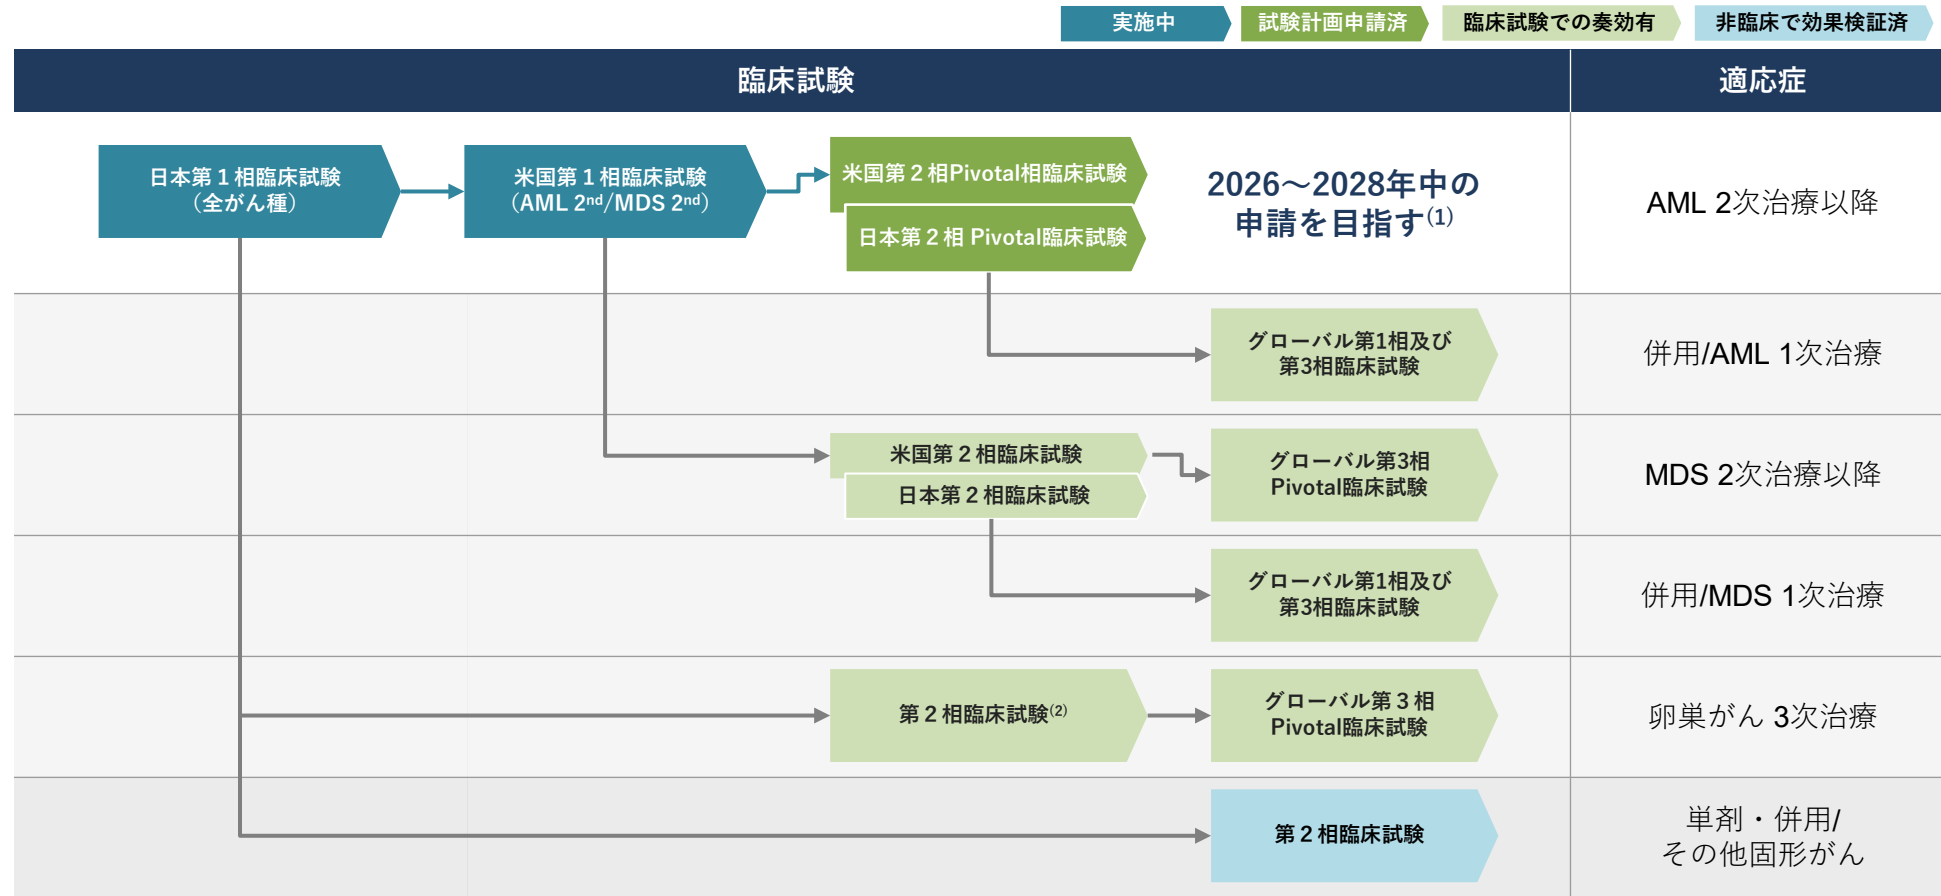 実施中
試験計画申請済
臨床試験での奏効有
非臨床で効果検証済
臨床試験
適応症
日本第１相臨床試験
（全がん種）
米国第１相臨床試験
（AML 2nd/MDS 2nd）
米国第２相Pivotal相臨床試験
日本第２相 Pivotal臨床試験
2026～2028年中の
申請を目指す(1)
AML 2次治療以降
グローバル第1相及び
第3相臨床試験
併用/AML 1次治療
米国第２相臨床試験
日本第２相臨床試験
グローバル第3相
Pivotal臨床試験
MDS 2次治療以降
グローバル第1相及び
第3相臨床試験
併用/MDS 1次治療
第２相臨床試験(2)
グローバル第３相
Pivotal臨床試験
卵巣がん 3次治療
第２相臨床試験
単剤・併用/
その他固形がん